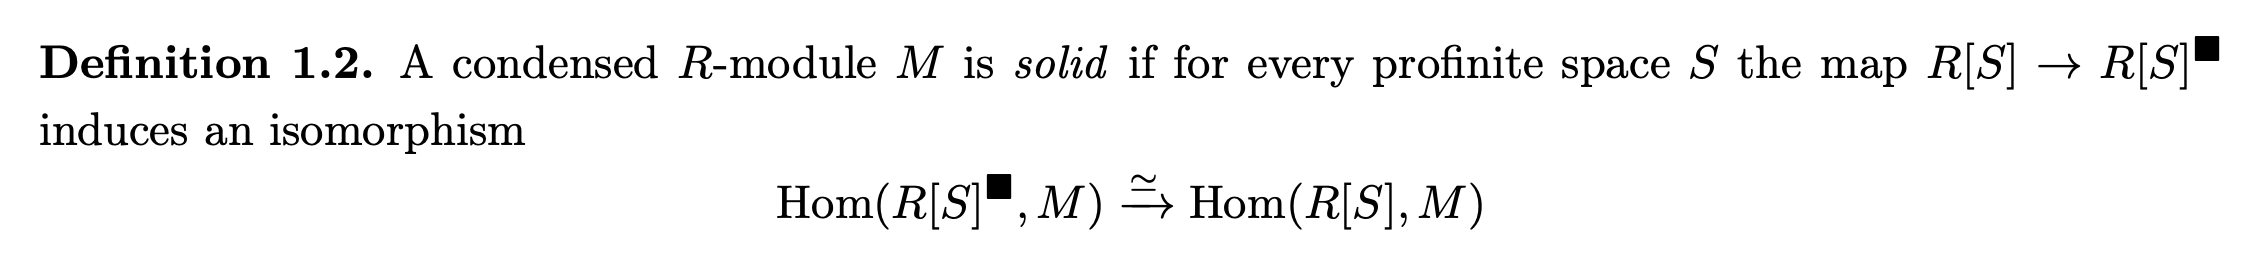 Definition 1.2. A condensed R-module M is solid if for every profinite space S the map R[S] → R[S]■
induces an isomorphism
Hom(R[S]■, M) ≃→ Hom(R[S], M)